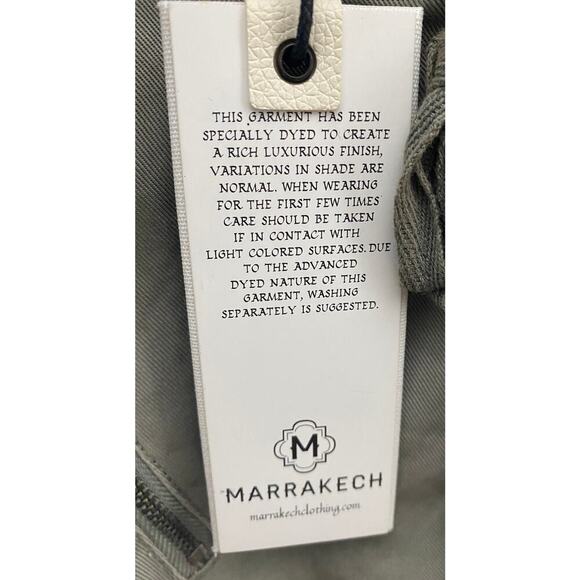 THIS GARMENT HAS BEEN
SPECIALLY DYED TO CREATE
A RICH LUXURIOUS FINISH,
VARIATIONS IN SHADE ARE
NORMAL. WHEN WEARING
FOR THE FIRST FEW TIMES
CARE SHOULD BE TAKEN
IF IN CONTACT WITH
LIGHT COLORED SURFACES. DUE
TO THE ADVANCED
DYED NATURE OF THIS
GARMENT, WASHING
SEPARATELY IS SUGGESTED.
M
MARRAKECH
marrakechclothing.com